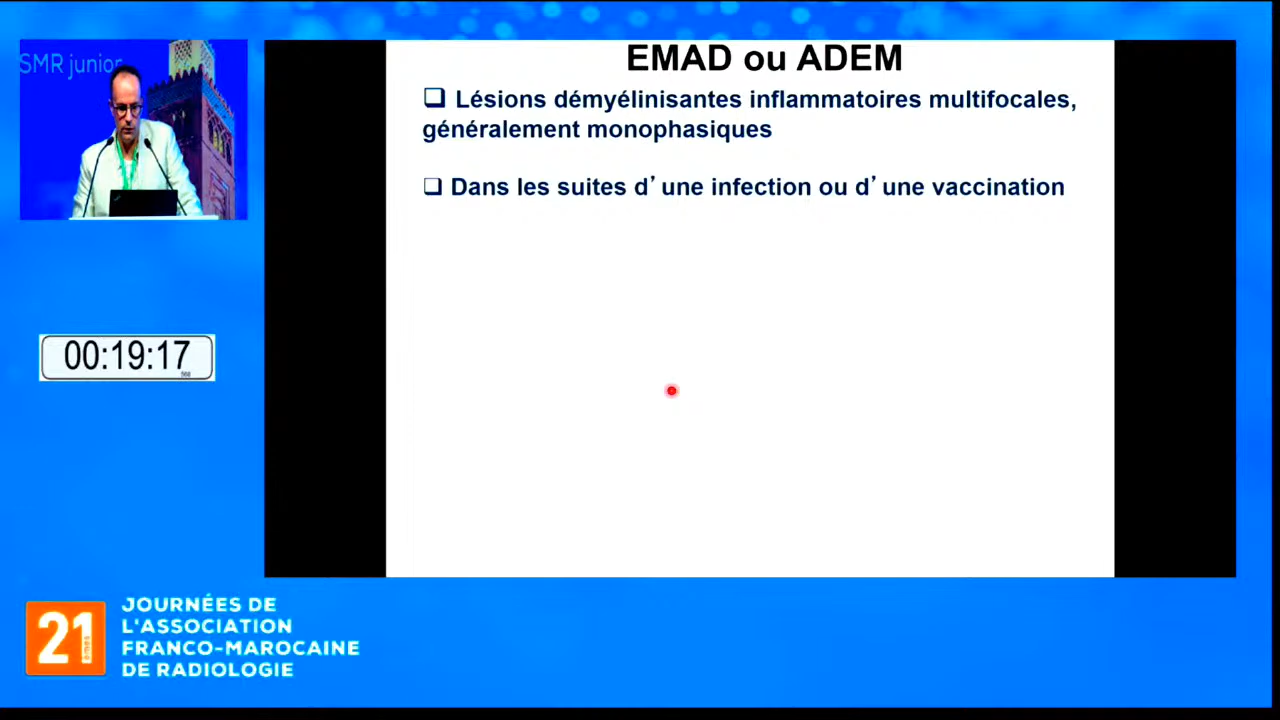 SMR junior
EMAD ou ADEM
❑ Lésions démyélinisantes inflammatoires multifocales,
généralement monophasiques
❑ Dans les suites d’une infection ou d’une vaccination
00:19:17
21
èmes
JOURNÉES DE
L'ASSOCIATION
FRANCO-MAROCAINE
DE RADIOLOGIE